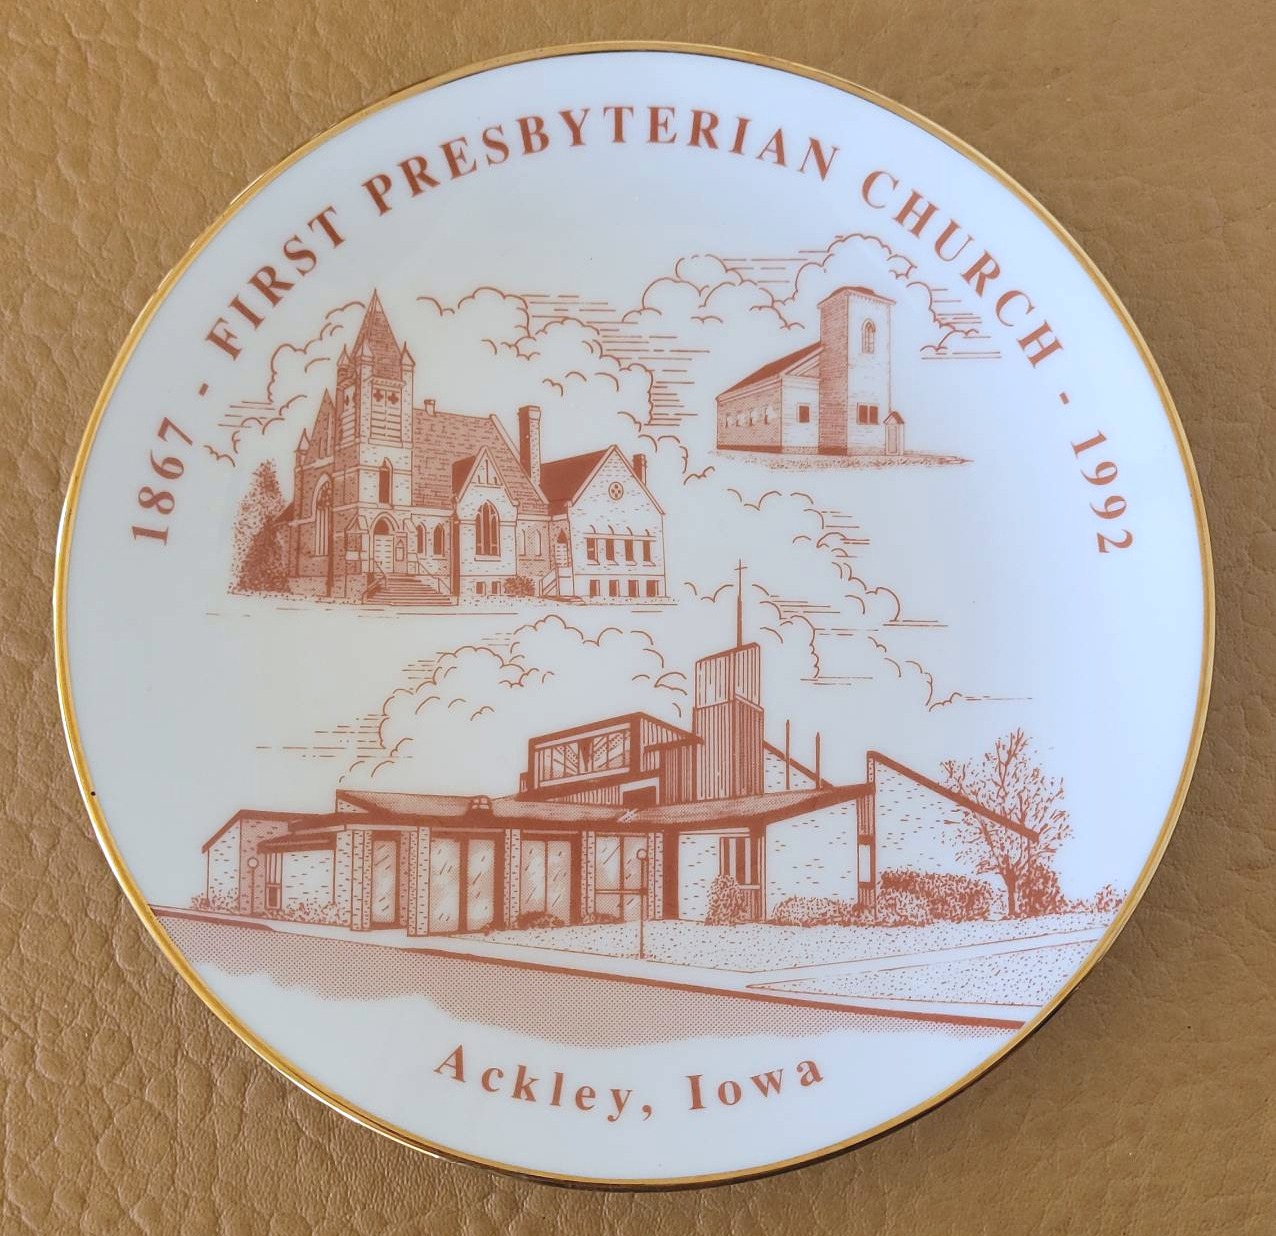 1867 - FIRST PRESBYTERIAN CHURCH - 1992
Ackley, Iowa